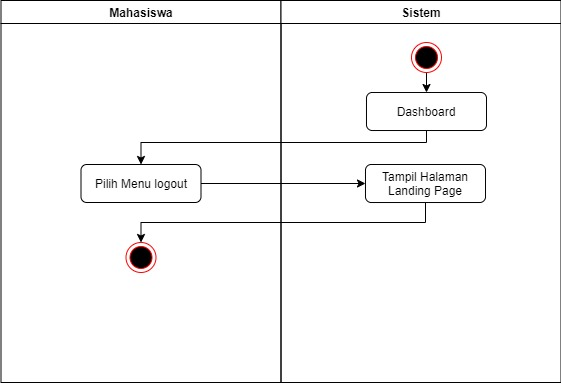 Mahasiswa
Sistem
Dashboard
Pilih Menu logout
Tampil Halaman
Landing Page